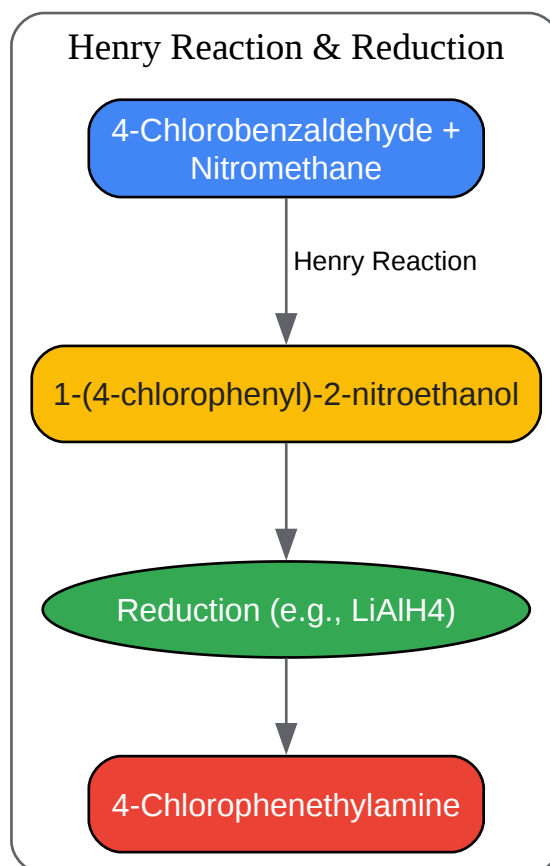 Henry Reaction & Reduction
4-Chlorobenzaldehyde +
Nitromethane
Henry Reaction
1-(4-chlorophenyl)-2-nitroethanol
Reduction (e.g., LiAlH4)
4-Chlorophenethylamine